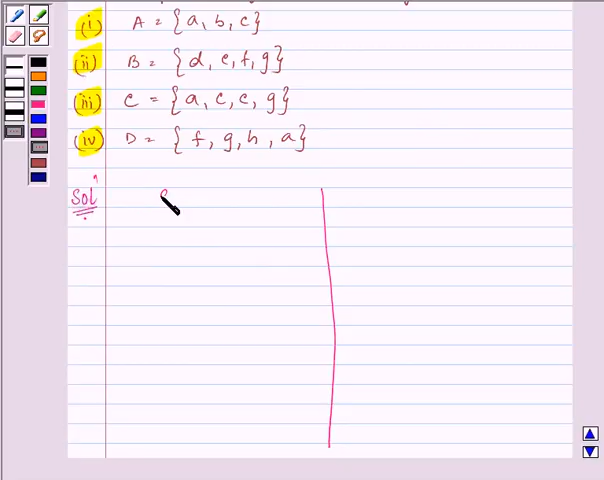 (i) A = {a, b, c}
(ii) B = {d, e, f, g}
(iii) C = {a, c, e, g}
(iv) D = {f, g, h, a}
Sol